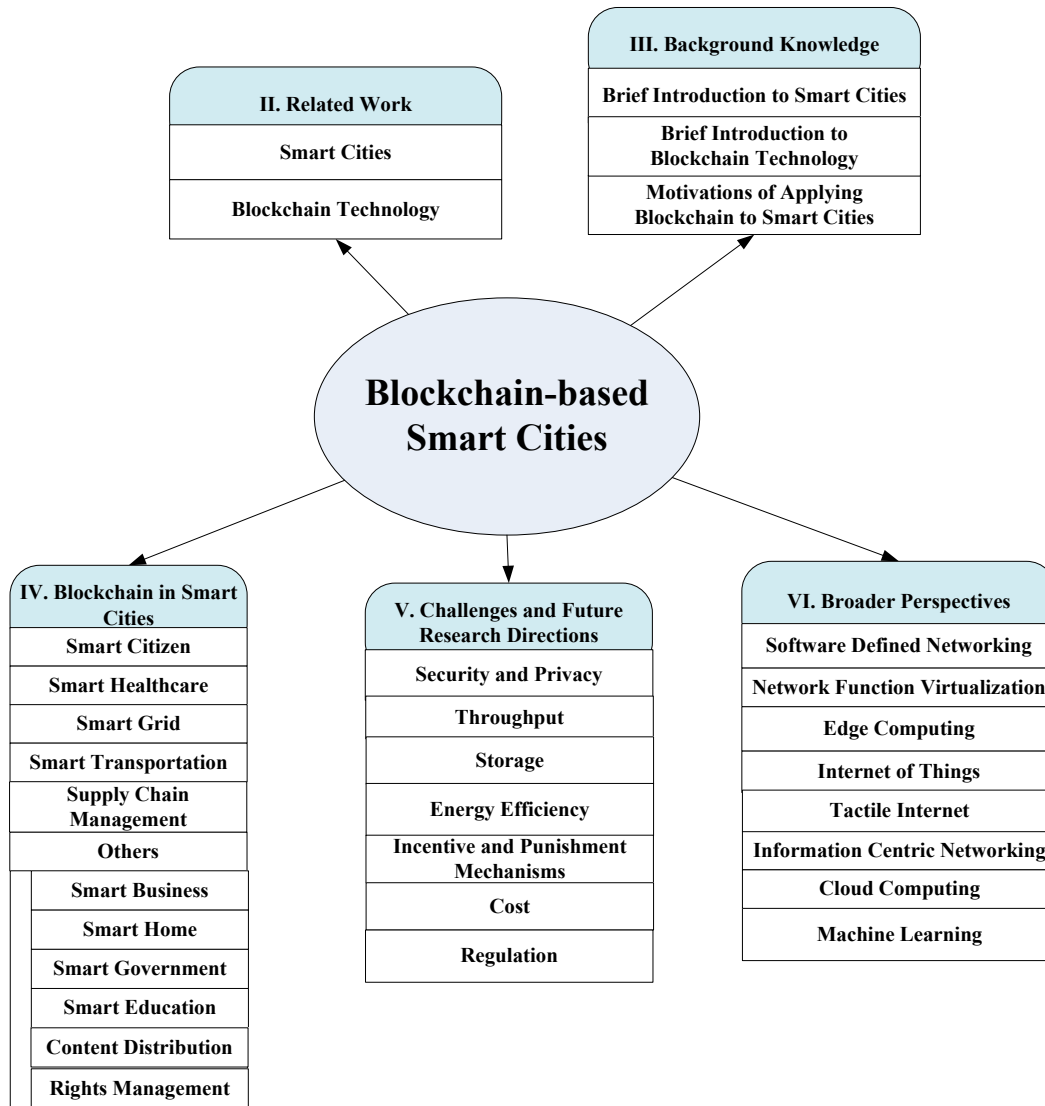 II. Related Work
Smart Cities
Blockchain Technology
III. Background Knowledge
Brief Introduction to Smart Cities
Brief Introduction to
Blockchain Technology
Motivations of Applying
Blockchain to Smart Cities
Blockchain-based
Smart Cities
IV. Blockchain in Smart
Cities
Smart Citizen
Smart Healthcare
Smart Grid
Smart Transportation
Supply Chain
Management
Others
Smart Business
Smart Home
Smart Government
Smart Education
Content Distribution
Rights Management
V. Challenges and Future
Research Directions
Security and Privacy
Throughput
Storage
Energy Efficiency
Incentive and Punishment
Mechanisms
Cost
Regulation
VI. Broader Perspectives
Software Defined Networking
Network Function Virtualization
Edge Computing
Internet of Things
Tactile Internet
Information Centric Networking
Cloud Computing
Machine Learning